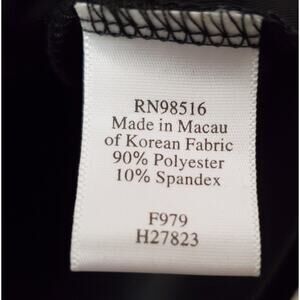 RN98516
Made in Macau
of Korean Fabric
90% Polyester
10% Spandex
F979
H27823